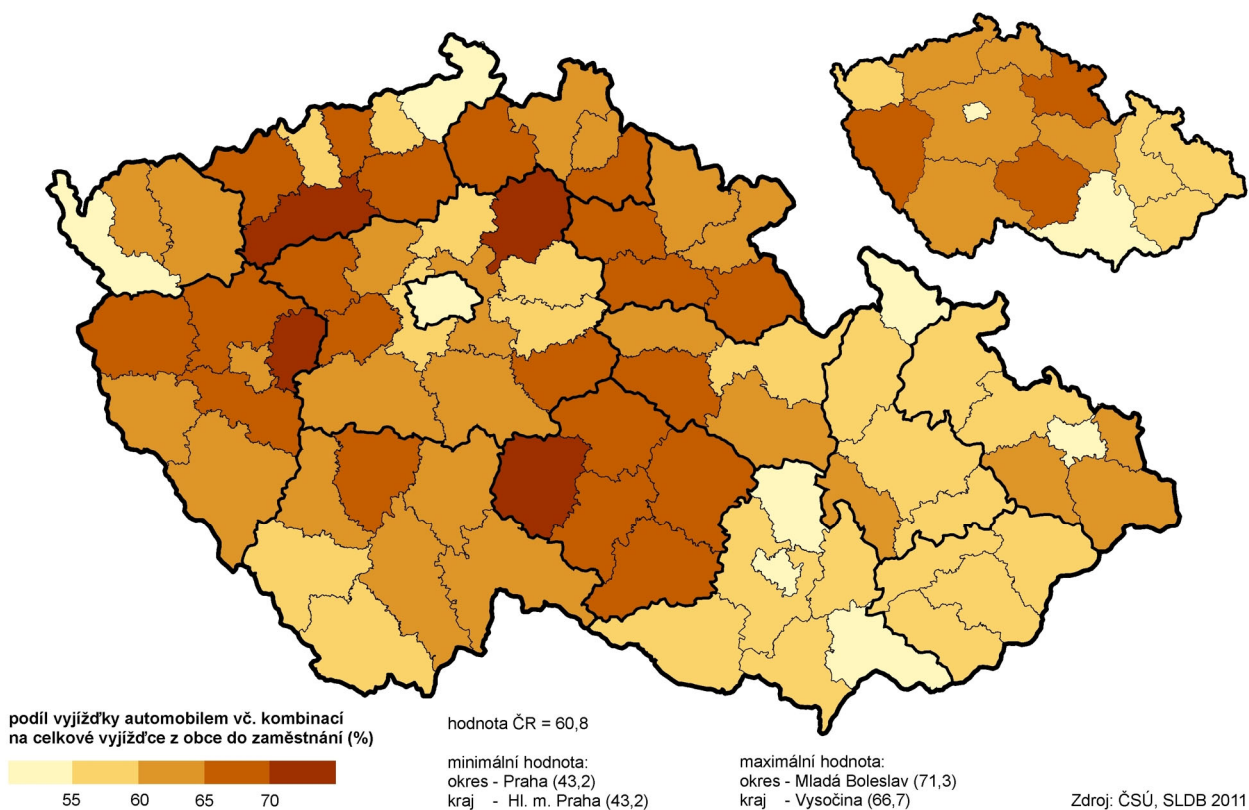 podíl vyjížďky automobilem vč. kombinací
na celkové vyjížďce z obce do zaměstnání (%)
55 60 65 70
hodnota ČR = 60,8
minimální hodnota:
okres - Praha (43,2)
kraj - Hl. m. Praha (43,2)
maximální hodnota:
okres - Mladá Boleslav (71,3)
kraj - Vysočina (66,7)
Zdroj: ČSÚ, SLDB 2011